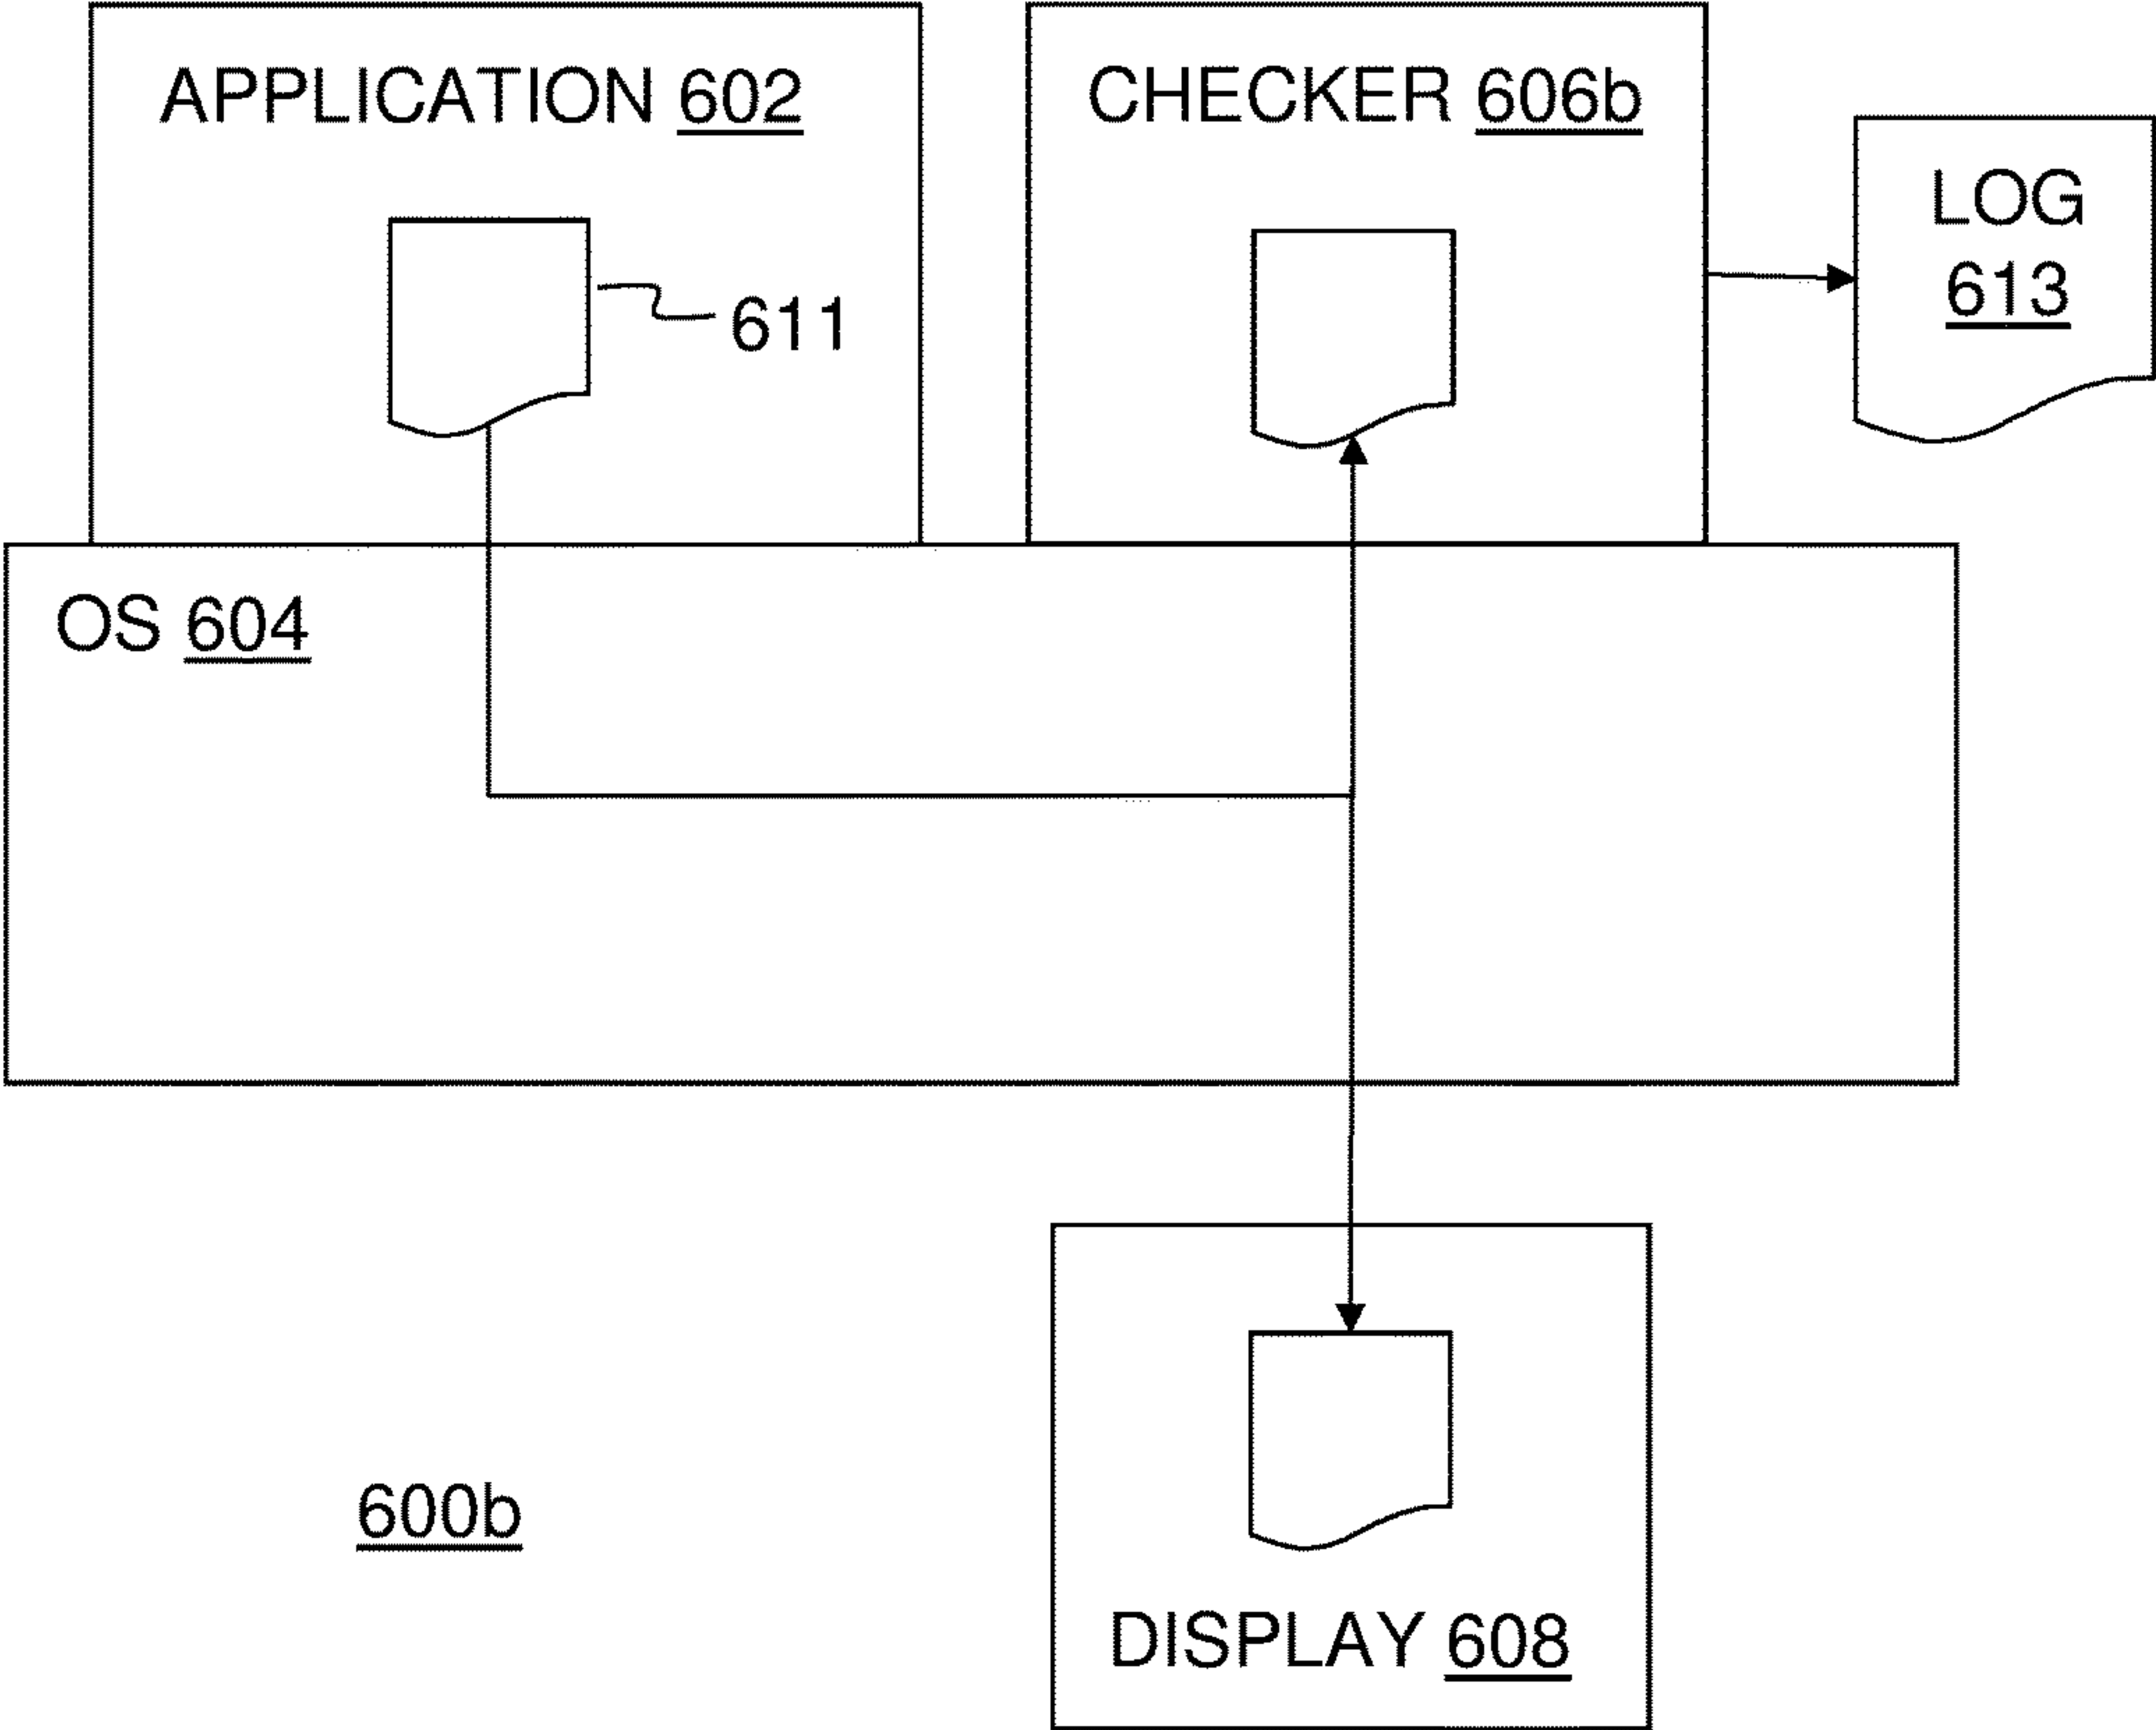 APPLICATION 602
CHECKER 606b
LOG
613
611
OS 604
600b
DISPLAY 608